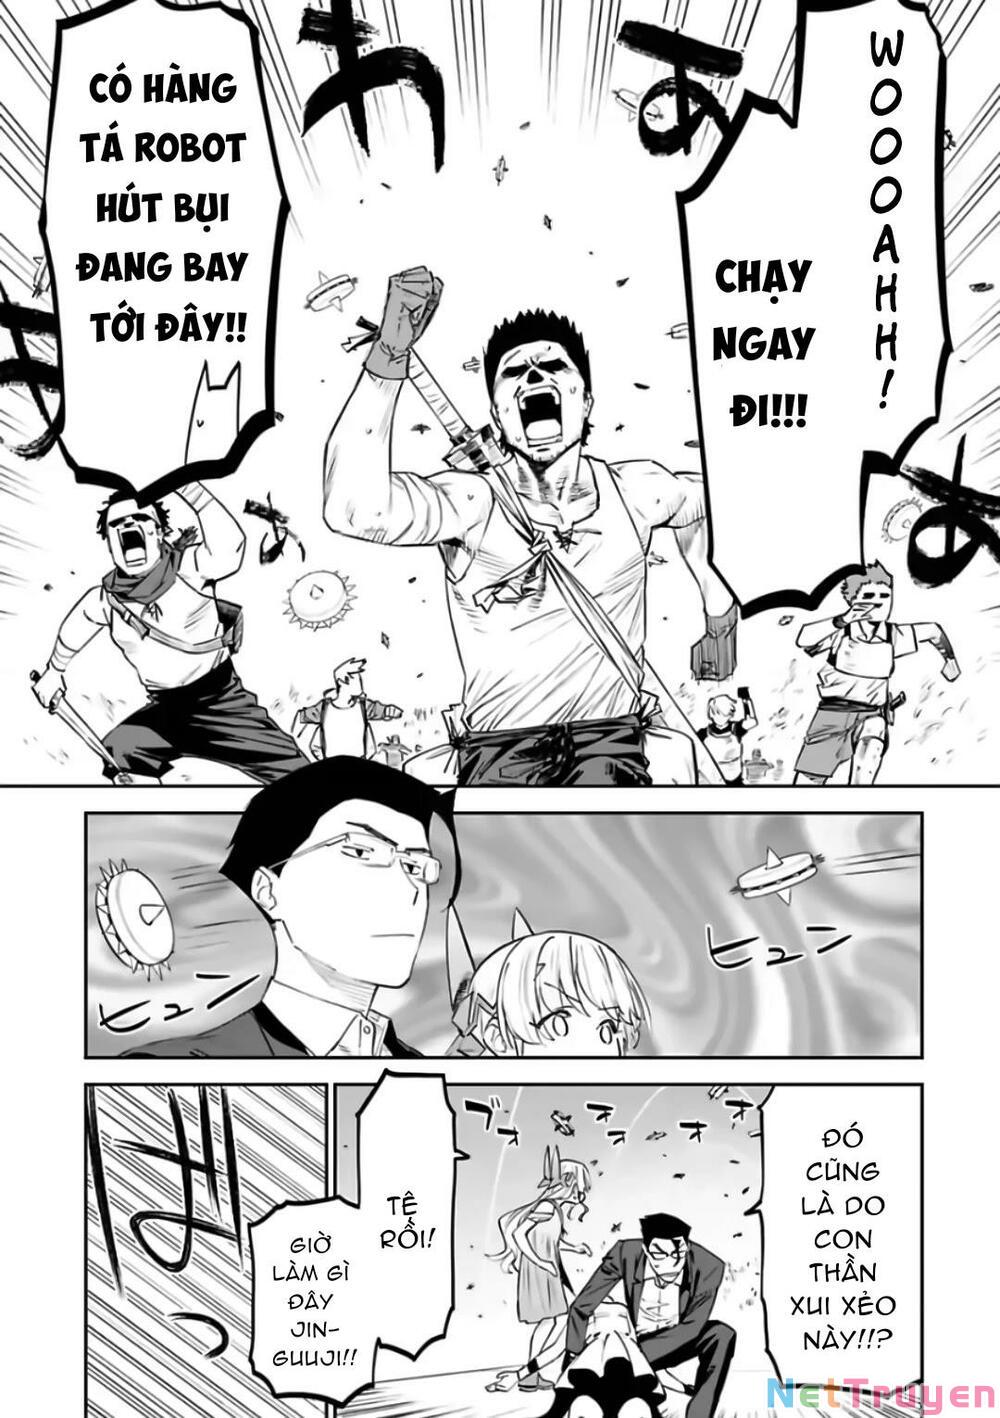 WOOOOAHH!
CHẠY
NGAY
ĐI!!!
CÓ HÀNG
TÁ ROBOT
HÚT BỤI
ĐANG BAY
TỚI ĐÂY!!
ヒュン
ヒュン
ĐÓ
CŨNG
LÀ DO
CON
THẦN
XUI XẺO
NÀY!!?
TỆ
RỒI!
GIỜ
LÀM GÌ
ĐÂY
JIN-
GUUJI!!
NetTruyen